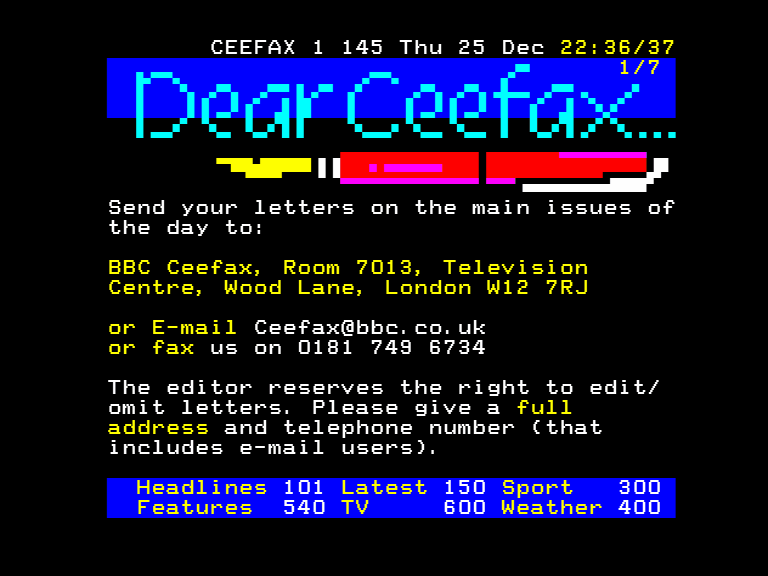 CEEFAX 1 145 Thu 25 Dec 22:36/37
1/7
Dear Ceefax...
Send your letters on the main issues of
the day to:
BBC Ceefax, Room 7013, Television
Centre, Wood Lane, London W12 7RJ
or E-mail Ceefax@bbc.co.uk
or fax us on 0181 749 6734
The editor reserves the right to edit/
omit letters. Please give a full
address and telephone number (that
includes e-mail users).
Headlines 101 Latest 150 Sport 300
Features 540 TV 600 Weather 400